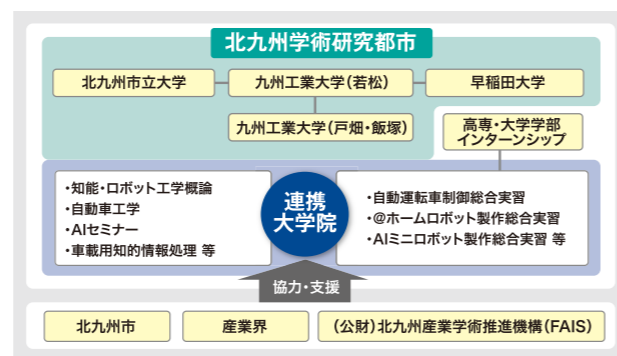 北九州学術研究都市
北九州市立大学
九州工業大学(若松)
早稲田大学
九州工業大学(戸畑・飯塚)
高専・大学学部
インターンシップ
・知能・ロボット工学概論
・自動車工学
・AIセミナー
・車載用知的情報処理 等
連携
大学院
・自動運転車制御総合実習
・@ホームロボット製作総合実習
・AIミニロボット製作総合実習 等
協力・支援
北九州市
産業界
(公財)北九州産業学術推進機構(FAIS)